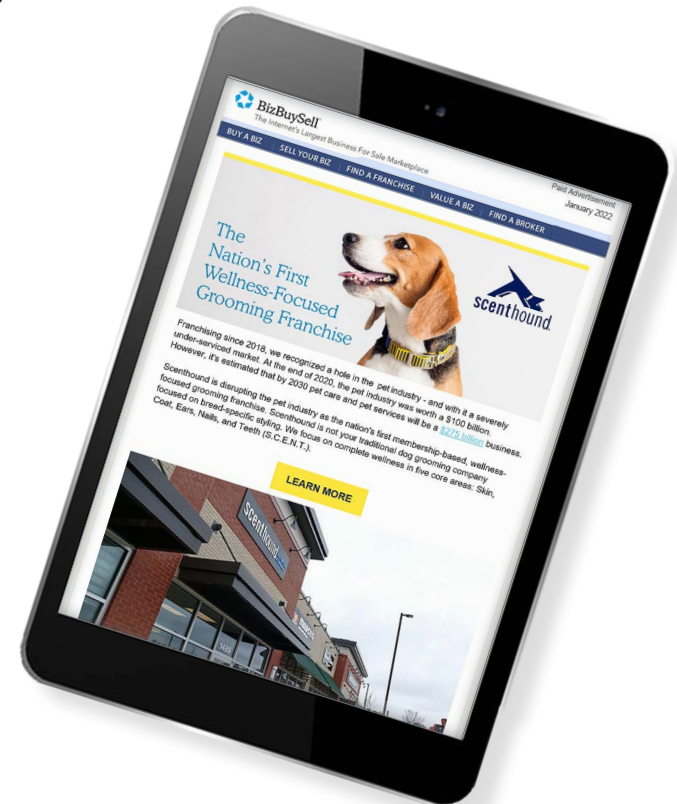 BizBuySell
The Internet's Largest Business For Sale Marketplace
Paid Advertisement
January 2022
BUY A BIZ
SELL YOUR BIZ
FIND A FRANCHISE
VALUE A BIZ
FIND A BROKER
The
Nation's First
Wellness-Focused
Grooming Franchise
scenthound
Franchising since 2018, we recognized a hole in the pet industry - and with it a severely
under-serviced market. At the end of 2020, the pet industry was worth a $100 billion.
However, it's estimated that by 2030 pet care and pet services will be a $275 billion business.
Scenthound is disrupting the pet industry as the nation's first membership-based, wellness-
focused grooming franchise. Scenthound is not your traditional dog grooming company
focused on breed-specific styling. We focus on complete wellness in five core areas: Skin,
Coat, Ears, Nails, and Teeth (S.C.E.N.T.).
LEARN MORE
scenthound